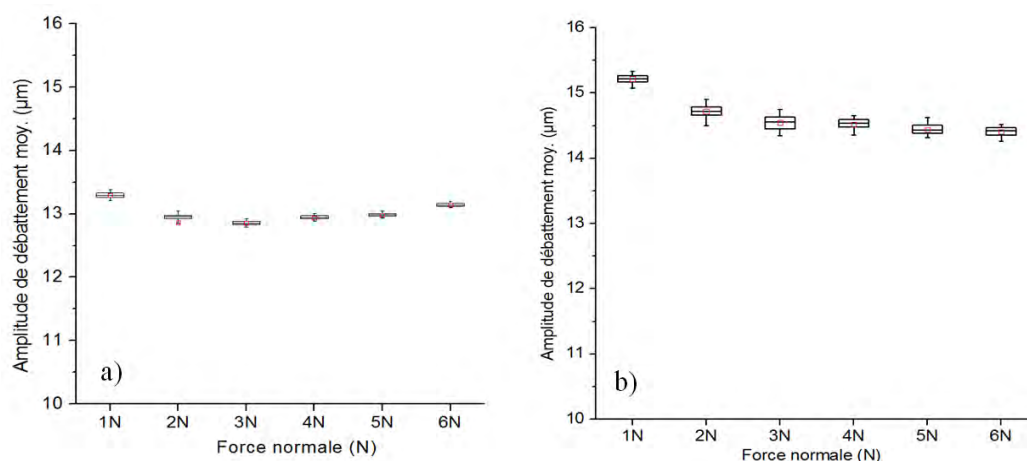 16
15
14
13
12
11
10
Amplitude de débattement moy. (µm)
a)
1N 2N 3N 4N 5N 6N
Force normale (N)
16
15
14
13
12
11
10
Amplitude de débattement moy. (µm)
b)
1N 2N 3N 4N 5N 6N
Force normale (N)